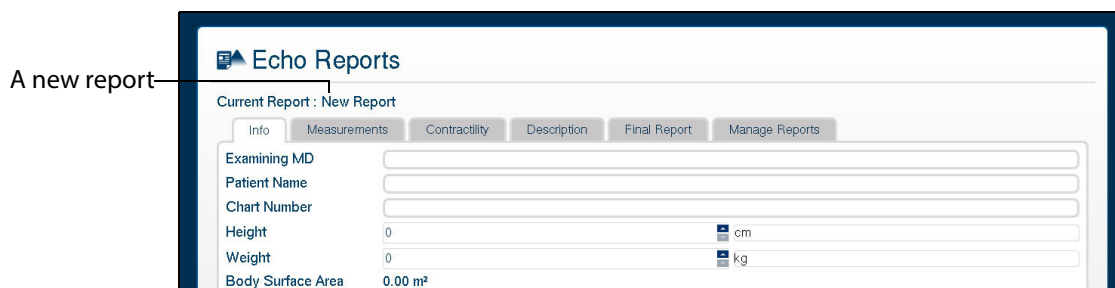 Echo Reports
A new report
Current Report : New Report
Info Measurements Contractility Description Final Report Manage Reports
Examining MD
Patient Name
Chart Number
Height 0 cm
Weight 0 kg
Body Surface Area 0.00 m²